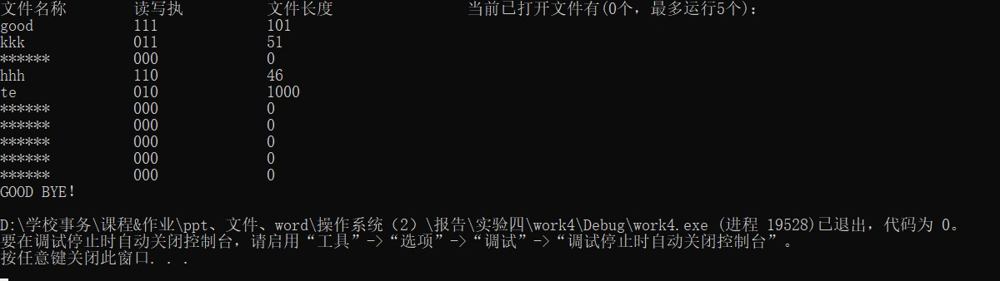 文件名称 读写执 文件长度 当前已打开文件有(0个，最多运行5个)：
good 111 101
kkk 011 51
****** 000 0
hhh 110 46
te 010 1000
****** 000 0
****** 000 0
****** 000 0
****** 000 0
****** 000 0
GOOD BYE!
D:\学校事务\课程&作业\ppt、文件、word\操作系统（2）\报告\实验四\work4\Debug\work4.exe (进程 19528)已退出，代码为 0。
要在调试停止时自动关闭控制台，请启用“工具”->“选项”->“调试”->“调试停止时自动关闭控制台”。
按任意键关闭此窗口. . .